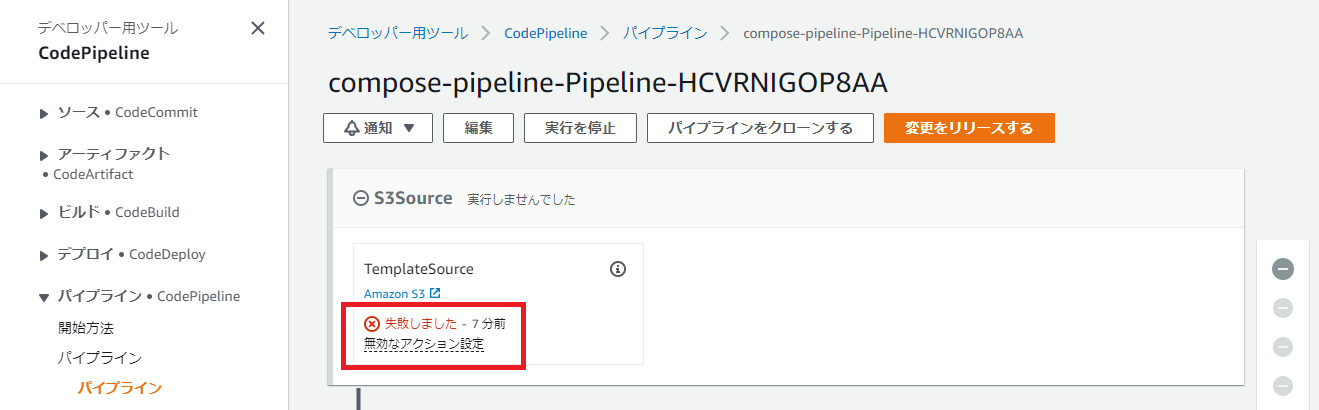 デベロッパー用ツール
CodePipeline
ソース • CodeCommit
アーティファクト
• CodeArtifact
ビルド • CodeBuild
デプロイ • CodeDeploy
パイプライン • CodePipeline
開始方法
パイプライン
パイプライン
デベロッパー用ツール > CodePipeline > パイプライン > compose-pipeline-Pipeline-HCVRNIGOP8AA
compose-pipeline-Pipeline-HCVRNIGOP8AA
通知 編集 実行を停止 パイプラインをクローンする 変更をリリースする
S3Source 実行しませんでした
TemplateSource
Amazon S3
失敗しました - 7 分前
無効なアクション設定